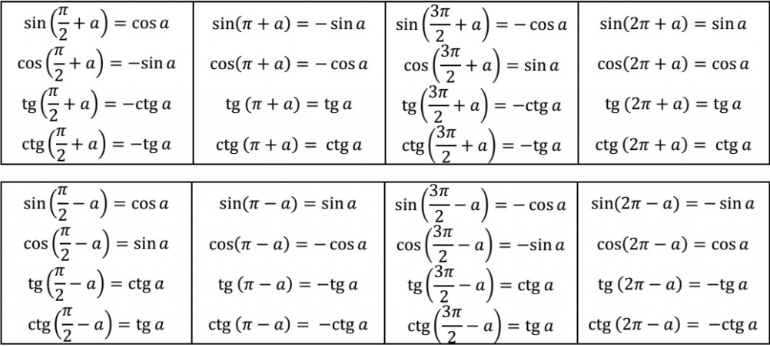 sin(π/2 + a) = cos a
cos(π/2 + a) = −sin a
tg(π/2 + a) = −ctg a
ctg(π/2 + a) = −tg a
sin(π + a) = − sin a
cos(π + a) = − cos a
tg (π + a) = tg a
ctg (π + a) = ctg a
sin(3π/2 + a) = − cos a
cos(3π/2 + a) = sin a
tg(3π/2 + a) = −ctg a
ctg(3π/2 + a) = −tg a
sin(2π + a) = sin a
cos(2π + a) = cos a
tg (2π + a) = tg a
ctg (2π + a) = ctg a
sin(π/2 − a) = cos a
cos(π/2 − a) = sin a
tg(π/2 − a) = ctg a
ctg(π/2 − a) = tg a
sin(π − a) = sin a
cos(π − a) = − cos a
tg (π − a) = −tg a
ctg (π − a) = −ctg a
sin(3π/2 − a) = − cos a
cos(3π/2 − a) = −sin a
tg(3π/2 − a) = ctg a
ctg(3π/2 − a) = tg a
sin(2π − a) = − sin a
cos(2π − a) = cos a
tg (2π − a) = −tg a
ctg (2π − a) = −ctg a